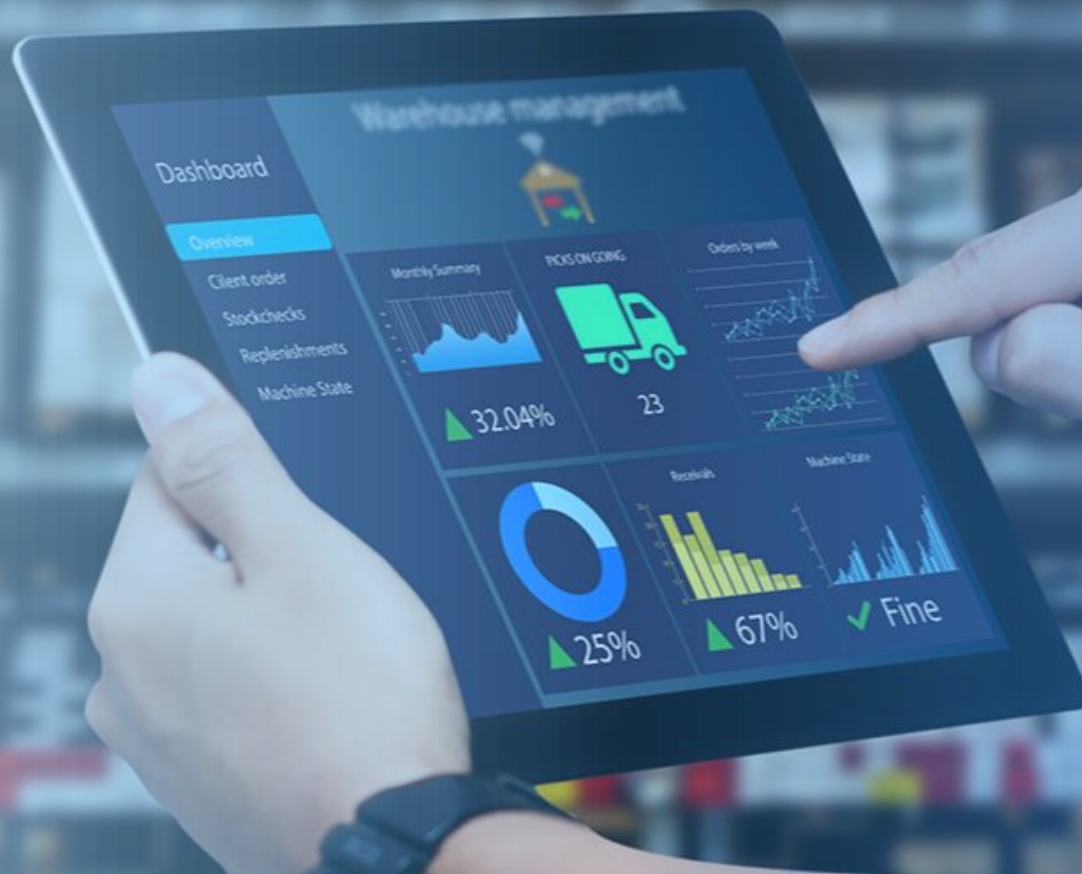 Warehouse management
Dashboard
Overview
Cilent order
Stockchecks
Replenishments
Machine State
Monthly Summary
PICKS ON GOING
Orders by week
32.04%
23
Receivals
Machine State
25%
67%
Fine